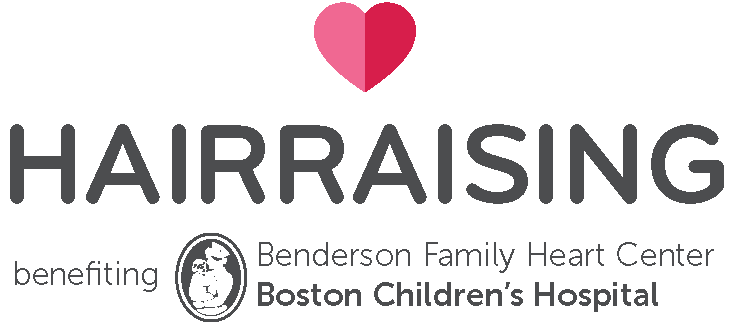 HAIRRAISING
benefiting
Benderson Family Heart Center
Boston Children's Hospital